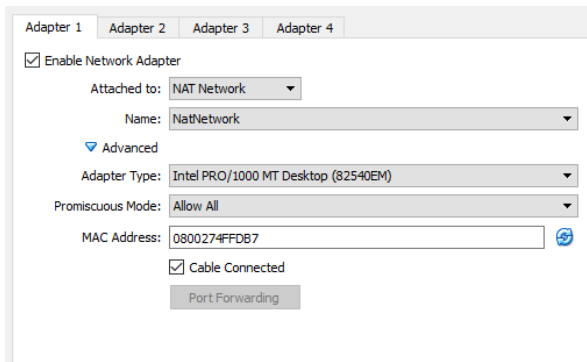 Adapter 1 Adapter 2 Adapter 3 Adapter 4
Enable Network Adapter
Attached to: NAT Network
Name: NatNetwork
Advanced
Adapter Type: Intel PRO/1000 MT Desktop (82540EM)
Promiscuous Mode: Allow All
MAC Address: 0800274FFDB7
Cable Connected
Port Forwarding